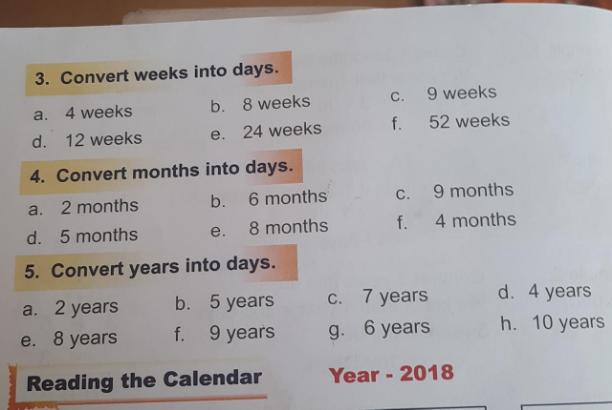 3. Convert weeks into days.
a. 4 weeks b. 8 weeks c. 9 weeks
d. 12 weeks e. 24 weeks f. 52 weeks
4. Convert months into days.
a. 2 months b. 6 months c. 9 months
d. 5 months e. 8 months f. 4 months
5. Convert years into days.
a. 2 years b. 5 years c. 7 years d. 4 years
e. 8 years f. 9 years g. 6 years h. 10 years
Reading the Calendar Year - 2018